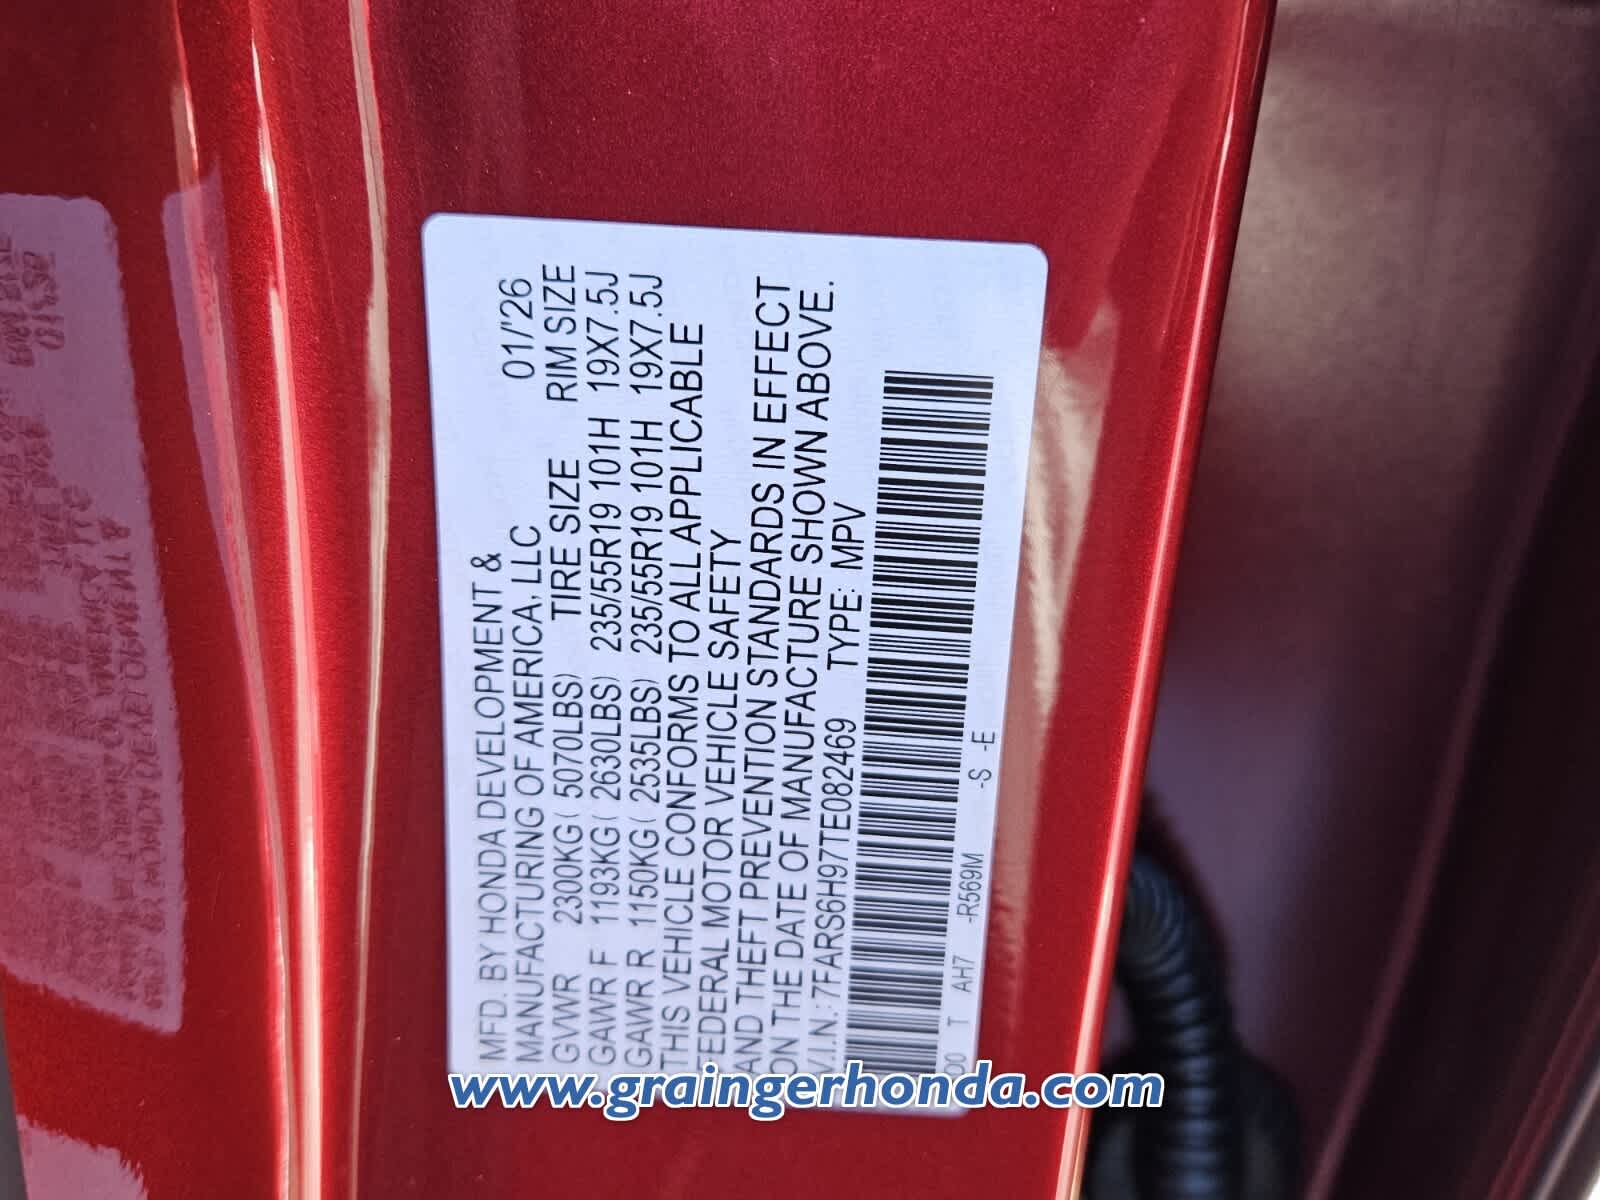 MFD. BY HONDA DEVELOPMENT &
MANUFACTURING OF AMERICA, LLC 01/'26
GVWR 2300KG( 5070LBS) TIRE SIZE RIM SIZE
GAWR F 1193KG( 2630LBS) 235/55R19 101H 19X7.5J
GAWR R 1150KG( 2535LBS) 235/55R19 101H 19X7.5J
THIS VEHICLE CONFORMS TO ALL APPLICABLE
FEDERAL MOTOR VEHICLE SAFETY
AND THEFT PREVENTION STANDARDS IN EFFECT
ON THE DATE OF MANUFACTURE SHOWN ABOVE.
V.I.N.: 7FARS6H97TE082469 TYPE: MPV
T AH7 -R569M -S -E
www.graingerhonda.com